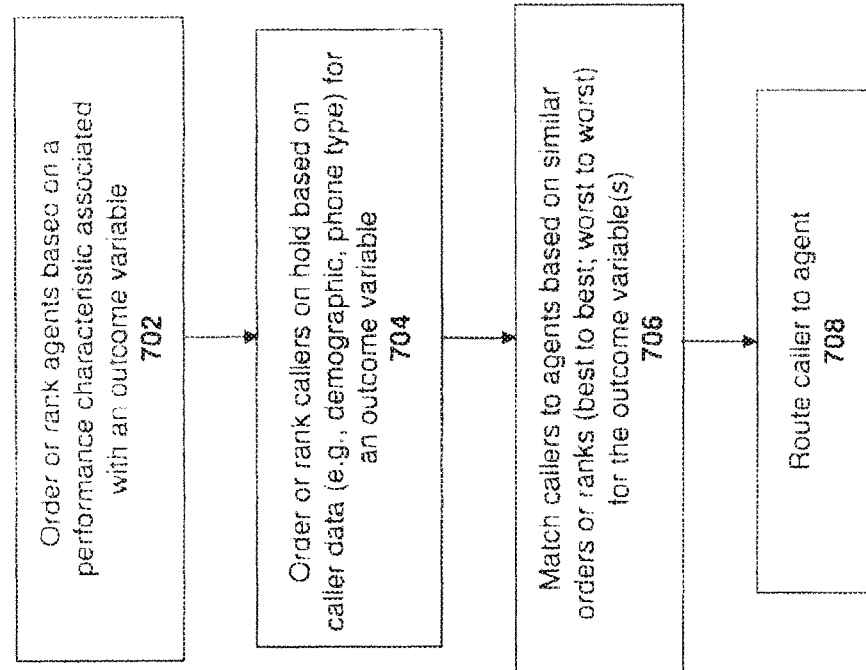 Order or rank agents based on a
performance characteristic associated
with an outcome variable
702
Order or rank callers on hold based on
caller data (e.g., demographic, phone type) for
an outcome variable
704
Match callers to agents based on similar
orders or ranks (best to best; worst to worst)
for the outcome variable(s)
706
Route caller to agent
708